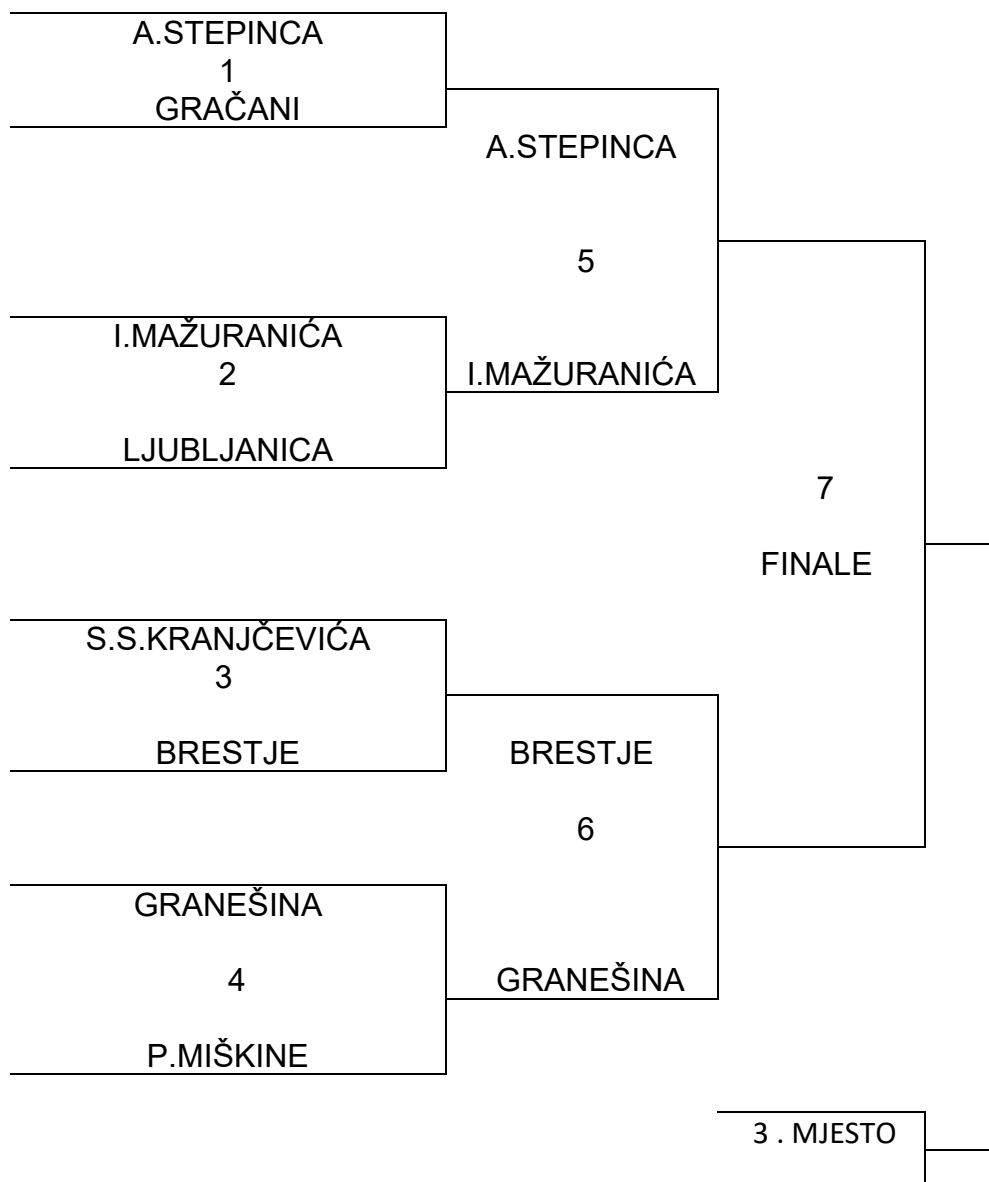 A.STEPINCA
1
GRAČANI
A.STEPINCA
5
I.MAŽURANIĆA
2
I.MAŽURANIĆA
LJUBLJANICA
7
FINALE
S.S.KRANJČEVIĆA
3
BRESTJE
BRESTJE
6
GRANEŠINA
4
GRANEŠINA
P.MIŠKINE
3 . MJESTO